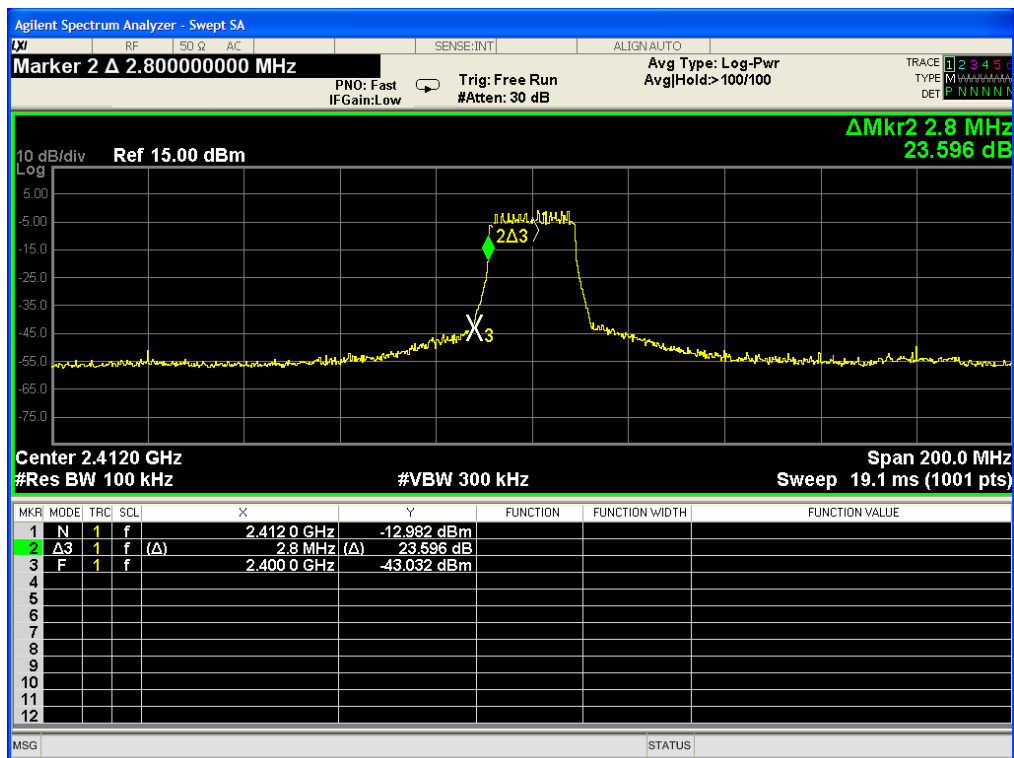 Agilent Spectrum Analyzer - Swept SA
LXI RF 50 Ω AC SENSE:INT ALIGN AUTO
Marker 2 Δ 2.800000000 MHz
PNO: Fast
IFGain:Low
Trig: Free Run
#Atten: 30 dB
Avg Type: Log-Pwr
Avg|Hold:>100/100
TRACE 1 2 3 4 5 6
TYPE M
DET P N N N N N
ΔMkr2 2.8 MHz
23.596 dB
10 dB/div Ref 15.00 dBm
Log
5.00
-5.00
-15.0
-25.0
-35.0
-45.0
-55.0
-65.0
-75.0
2Δ3
3
Center 2.4120 GHz Span 200.0 MHz
#Res BW 100 kHz #VBW 300 kHz Sweep 19.1 ms (1001 pts)
MKR MODE TRC SCL X Y FUNCTION FUNCTION WIDTH FUNCTION VALUE
1 N 1 f 2.412 0 GHz -12.982 dBm
2 Δ3 1 f (Δ) 2.8 MHz (Δ) 23.596 dB
3 F 1 f 2.400 0 GHz -43.032 dBm
4
5
6
7
8
9
10
11
12
MSG STATUS